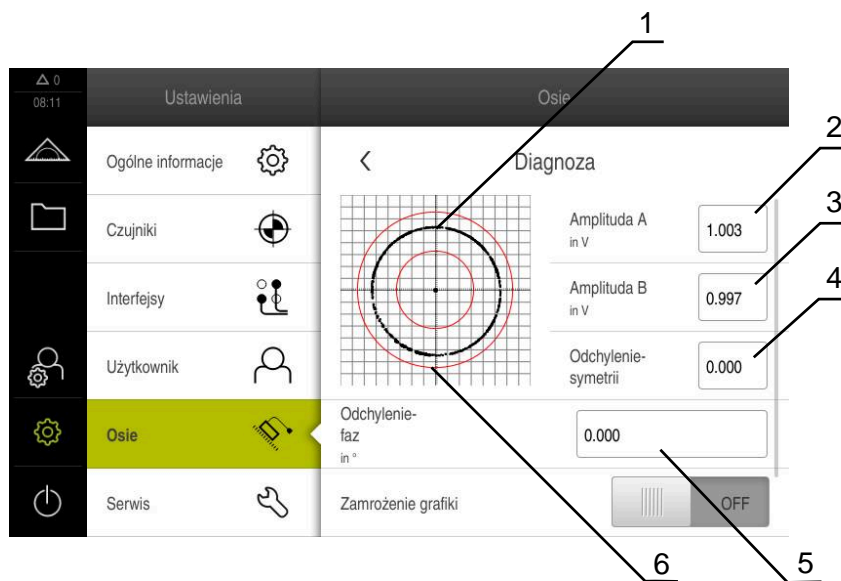 1
0
08:11
Ustawienia
Osie
2
Ogólne informacje
Diagnoza
Amplituda A
in V
1.003
3
Czujniki
Amplituda B
in V
0.997
4
Interfejsy
Odchylenie-
symetrii
0.000
Użytkownik
Odchylenie-
faz
in °
0.000
Osie
Serwis
Zamrożenie grafiki
OFF
6
5